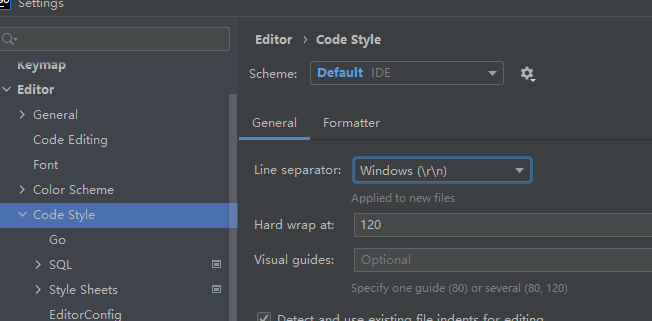 Settings
Keymap
Editor
General
Code Editing
Font
Color Scheme
Code Style
Go
SQL
Style Sheets
EditorConfig
Editor › Code Style
Scheme: Default IDE
General Formatter
Line separator: Windows (\r\n)
Applied to new files
Hard wrap at: 120
Visual guides: Optional
Specify one guide (80) or several (80, 120)
Detect and use existing file indents for editing